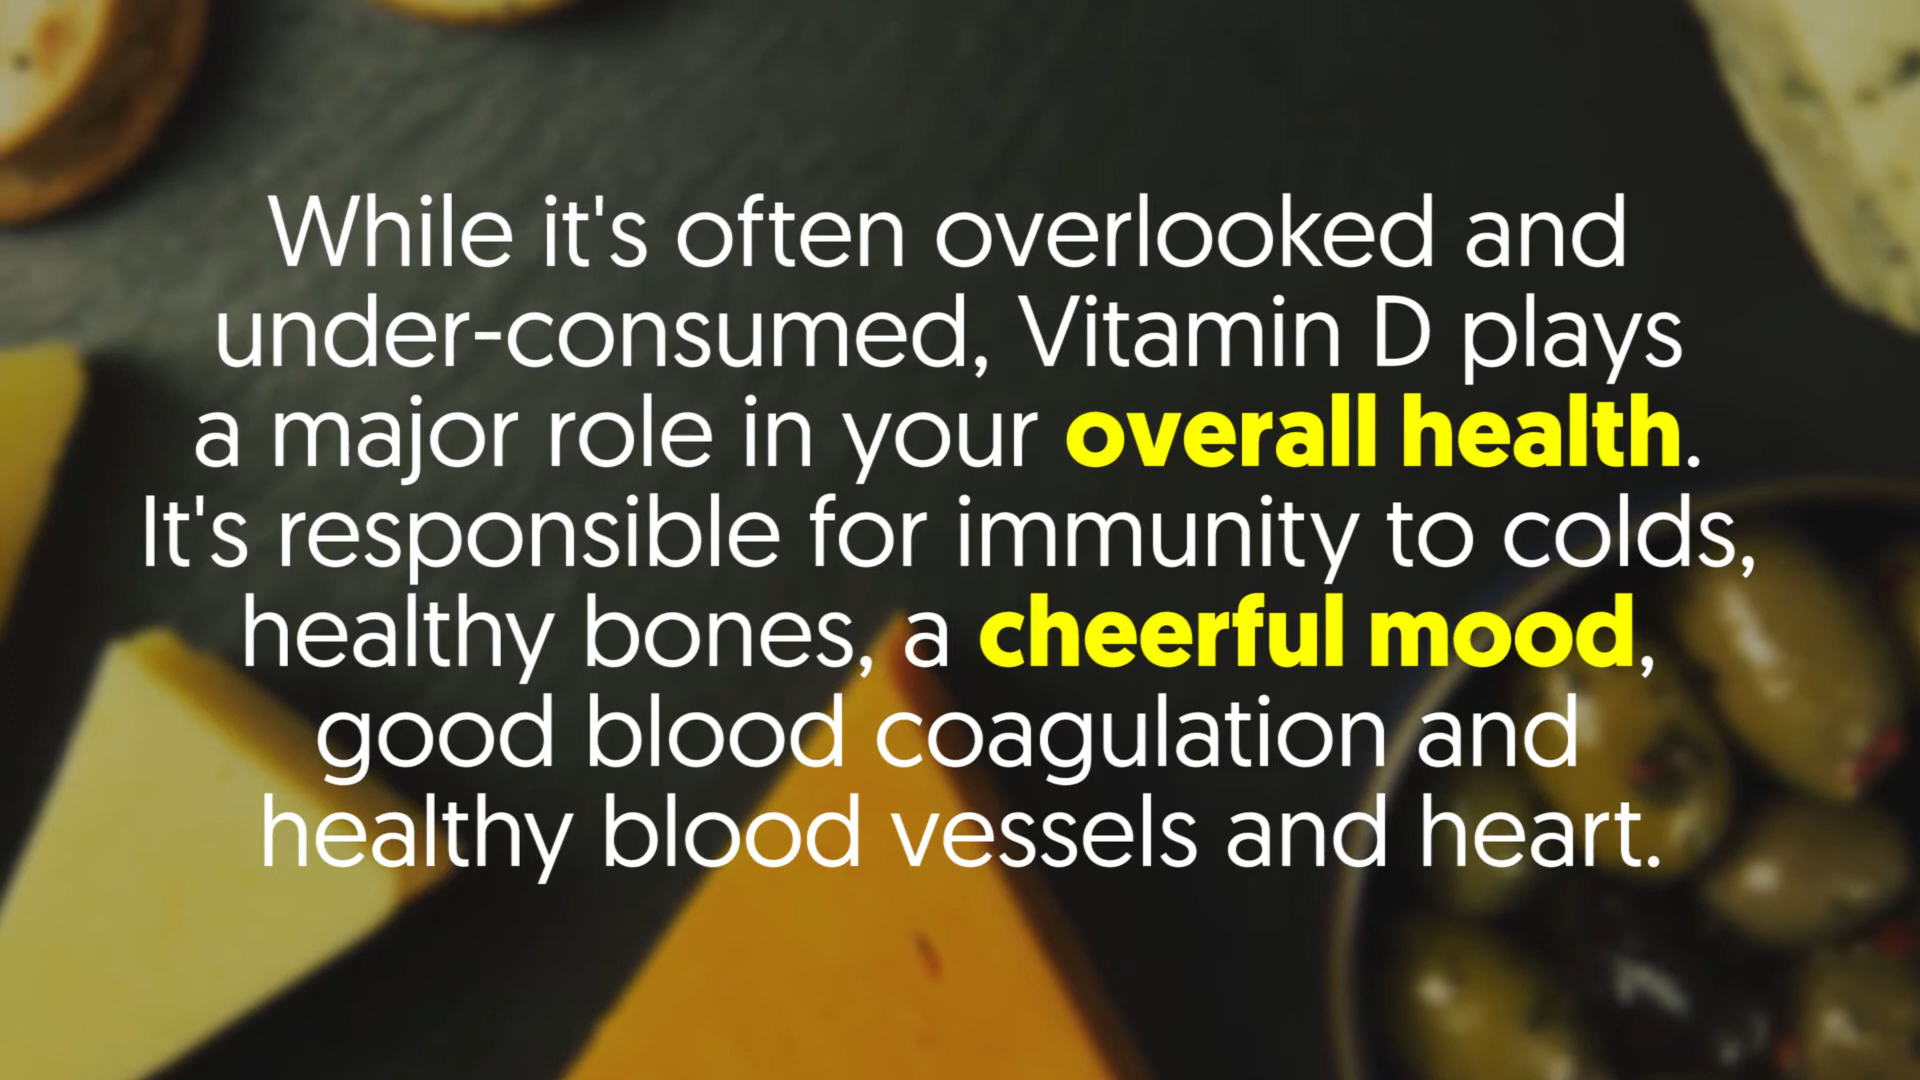 While it's often overlooked and
under-consumed, Vitamin D plays
a major role in your overall health.
It's responsible for immunity to colds,
healthy bones, a cheerful mood,
good blood coagulation and
healthy blood vessels and heart.